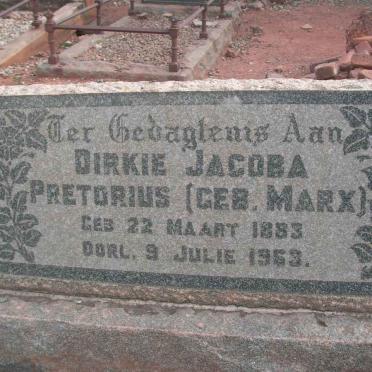 Ter Gedagtenis Aan
DIRKIE JACOBA
PRETORIUS (GEB. MARX)
GEB 22 MAART 1883
OORL. 9 JULIE 1963.